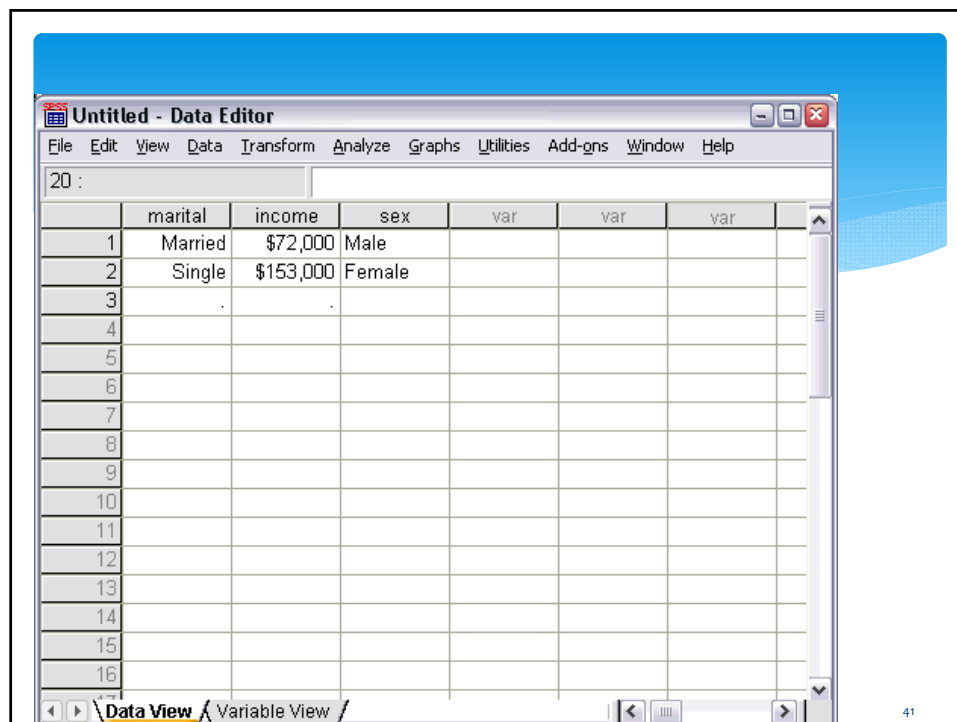 SPSS
Untitled - Data Editor
File Edit View Data Transform Analyze Graphs Utilities Add-ons Window Help
20 :
marital income sex var var var
1 Married $72,000 Male
2 Single $153,000 Female
3 . .
4
5
6
7
8
9
10
11
12
13
14
15
16
17
Data View Variable View
41